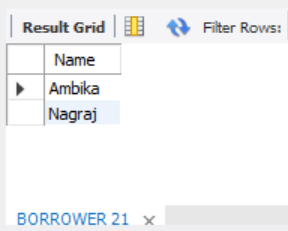 Result Grid Filter Rows:
Name
Ambika
Nagraj
BORROWER 21 ×